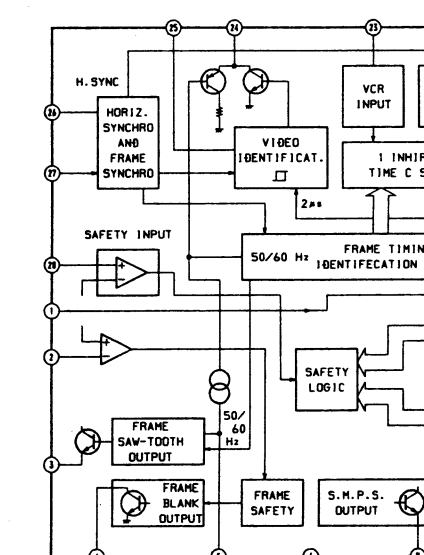 25
24
23
H.SYNC
26
HORIZ.
SYNCHRO
AND
FRAME
SYNCHRO
VCR
INPUT
VIDEO
IDENTIFICAT.
1 INHI
TIME C S
27
2 µs
SAFETY INPUT
50/60 Hz
FRAME TIMIN
IDENTIFECATION
28
+
-
1
+
-
2
SAFETY
LOGIC
50/
60
Hz
FRAME
SAW-TOOTH
OUTPUT
3
FRAME
BLANK
OUTPUT
FRAME
SAFETY
S.M.P.S.
OUTPUT